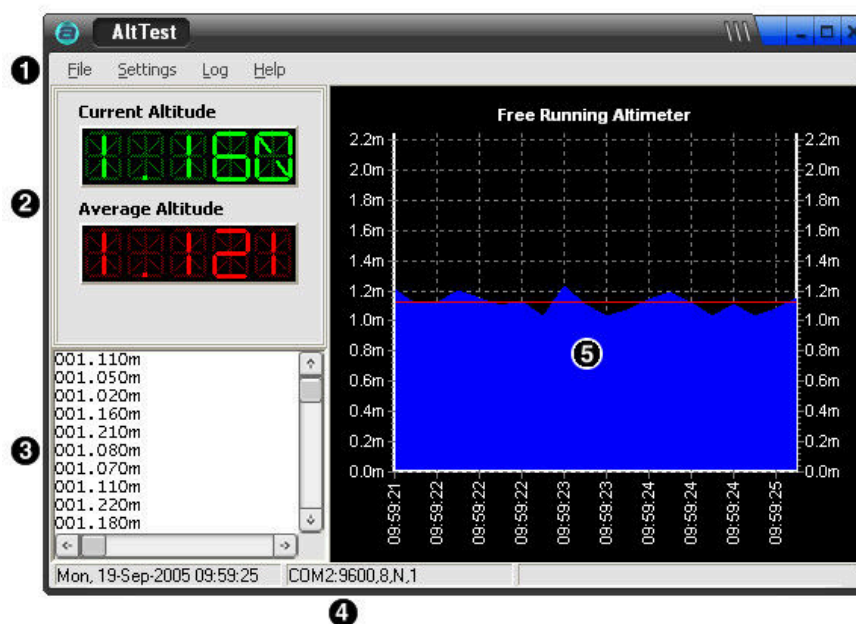 AltTest
1
File Settings Log Help
Current Altitude
1.160
2
Average Altitude
1.121
3
001.110m
001.050m
001.020m
001.160m
001.210m
001.080m
001.070m
001.110m
001.220m
001.180m
Free Running Altimeter
2.2m 2.2m
2.0m 2.0m
1.8m 1.8m
1.6m 1.6m
1.4m 1.4m
1.2m 1.2m
1.0m 1.0m
5
0.8m 0.8m
0.6m 0.6m
0.4m 0.4m
0.2m 0.2m
0.0m 0.0m
09:59:21 09:59:22 09:59:22 09:59:22 09:59:23 09:59:23 09:59:24 09:59:24 09:59:24 09:59:25
Mon, 19-Sep-2005 09:59:25 COM2:9600,8,N,1
4